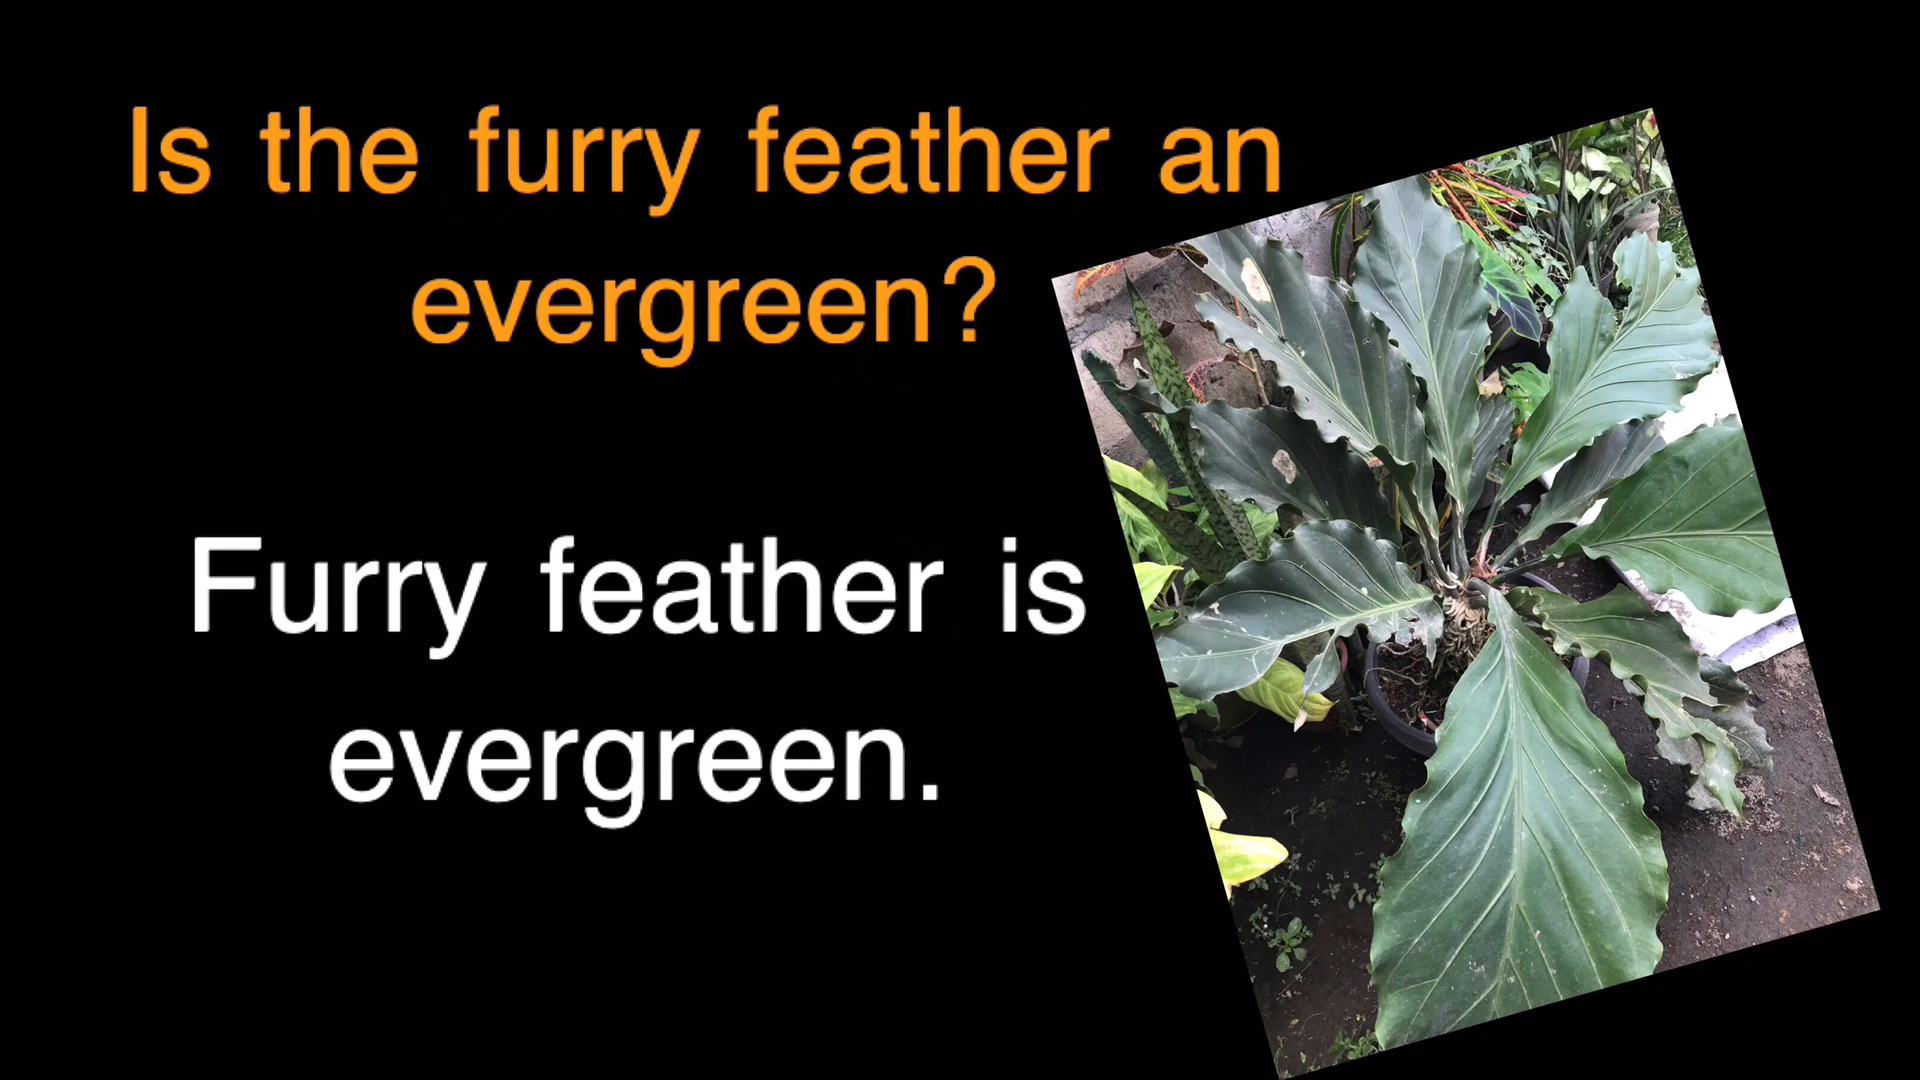 Is the furry feather an
evergreen?
Furry feather is
evergreen.